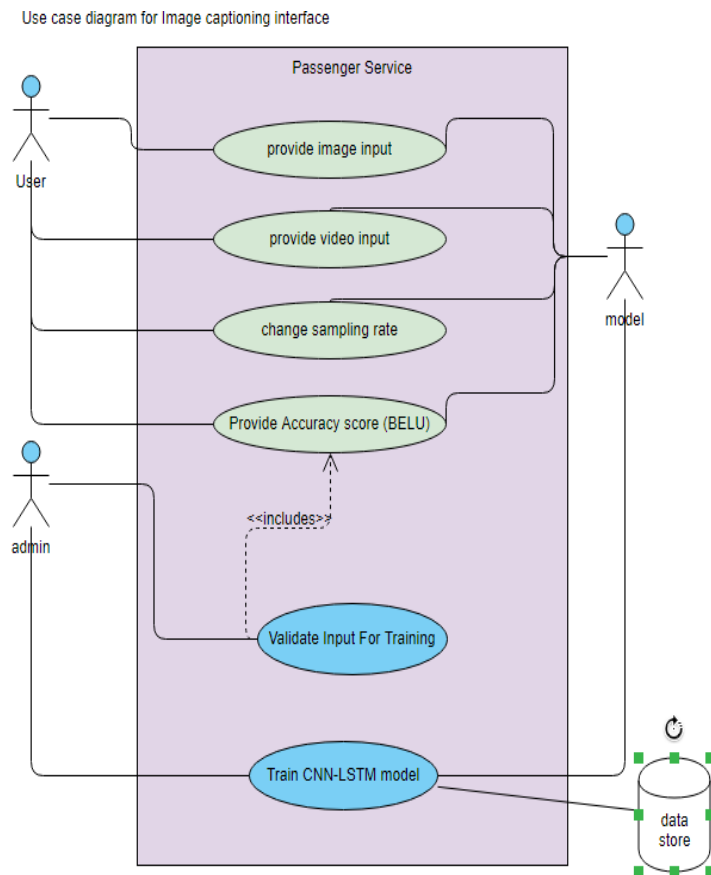 Use case diagram for Image captioning interface
Passenger Service
provide image input
User
provide video input
model
change sampling rate
Provide Accuracy score (BELU)
admin
<<includes>>
Validate Input For Training
Train CNN-LSTM model
data
store